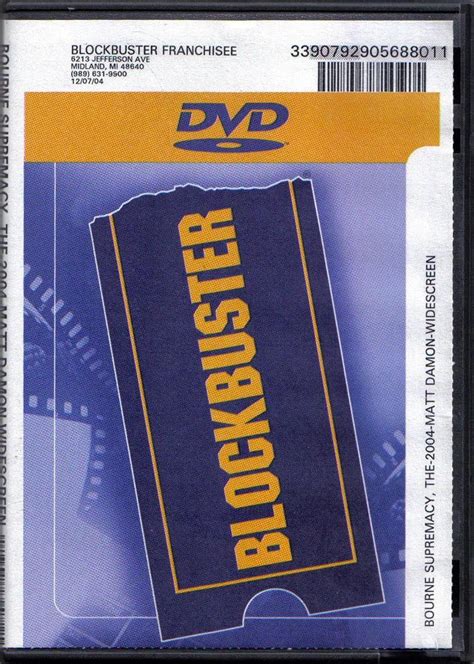 BLOCKBUSTER FRANCHISEE
6213 JEFFERSON AVE
MIDLAND, MI 48640
(989) 631-9900
12/07/04
3390792905688011
DVD
BLOCKBUSTER
BOURNE SUPREMACY, THE-2004-MATT DAMON-WIDESCREEN
BOURNE SUPREMACY, THE-2004-MATT DAMON-WIDESCREEN